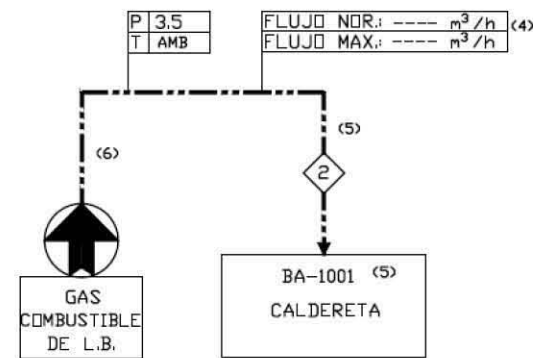 P 3.5
T AMB
FLUJO NOR.: ---- m³/h (4)
FLUJO MAX.: ---- m³/h
(5)
(6)
2
BA-1001 (5)
CALDERETA
GAS
COMBUSTIBLE
DE L.B.